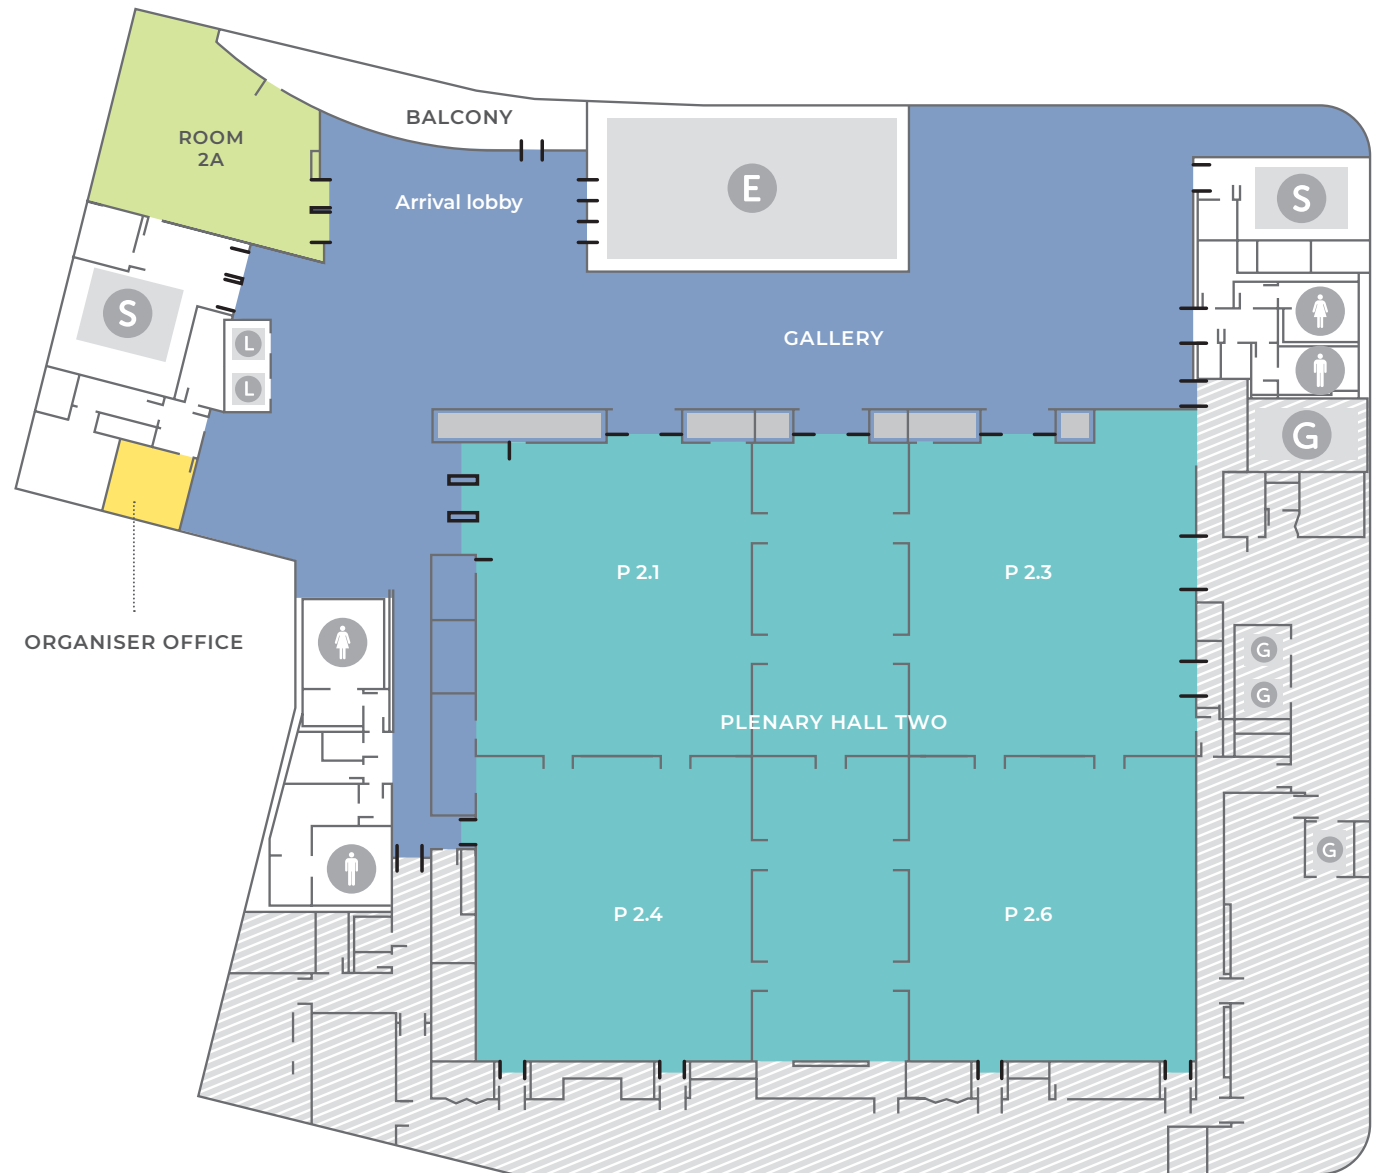 BALCONY
ROOM
2A
E
Arrival lobby
S
S
GALLERY
L
L
G
P 2.1
P 2.3
ORGANISER OFFICE
G
G
PLENARY HALL TWO
G
P 2.4
P 2.6